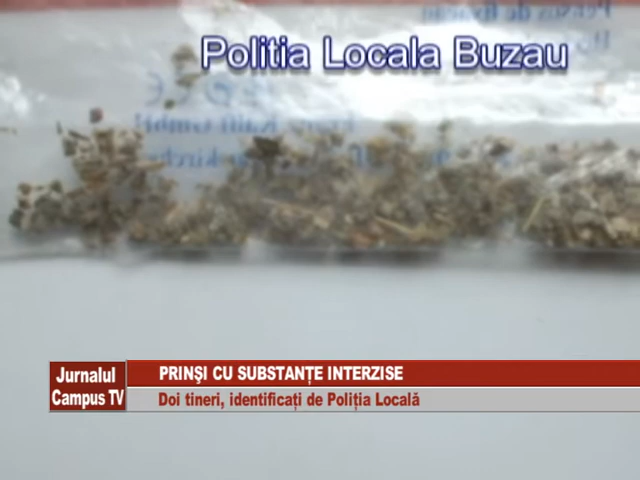 Politia Locala Buzau
Jurnalul
Campus TV
PRINŞI CU SUBSTANŢE INTERZISE
Doi tineri, identificaţi de Poliţia Locală